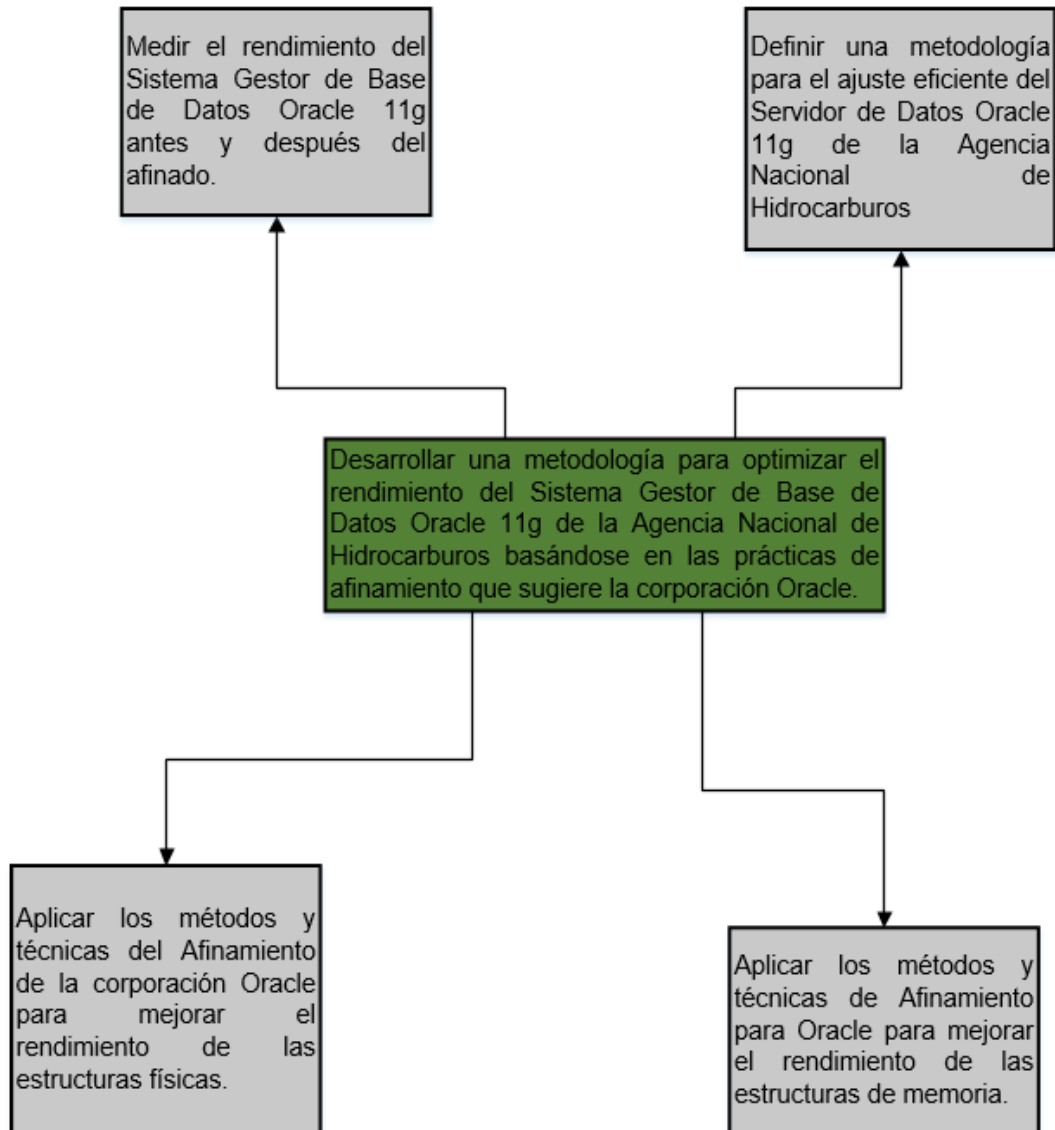 Medir el rendimiento del
Sistema Gestor de Base
de Datos Oracle 11g
antes y después del
afinado.
Definir una metodología
para el ajuste eficiente del
Servidor de Datos Oracle
11g de la Agencia
Nacional de
Hidrocarburos
Desarrollar una metodología para optimizar el
rendimiento del Sistema Gestor de Base de
Datos Oracle 11g de la Agencia Nacional de
Hidrocarburos basándose en las prácticas de
afinamiento que sugiere la corporación Oracle.
Aplicar los métodos y
técnicas del Afinamiento
de la corporación Oracle
para mejorar el
rendimiento de las
estructuras físicas.
Aplicar los métodos y
técnicas de Afinamiento
para Oracle para mejorar
el rendimiento de las
estructuras de memoria.